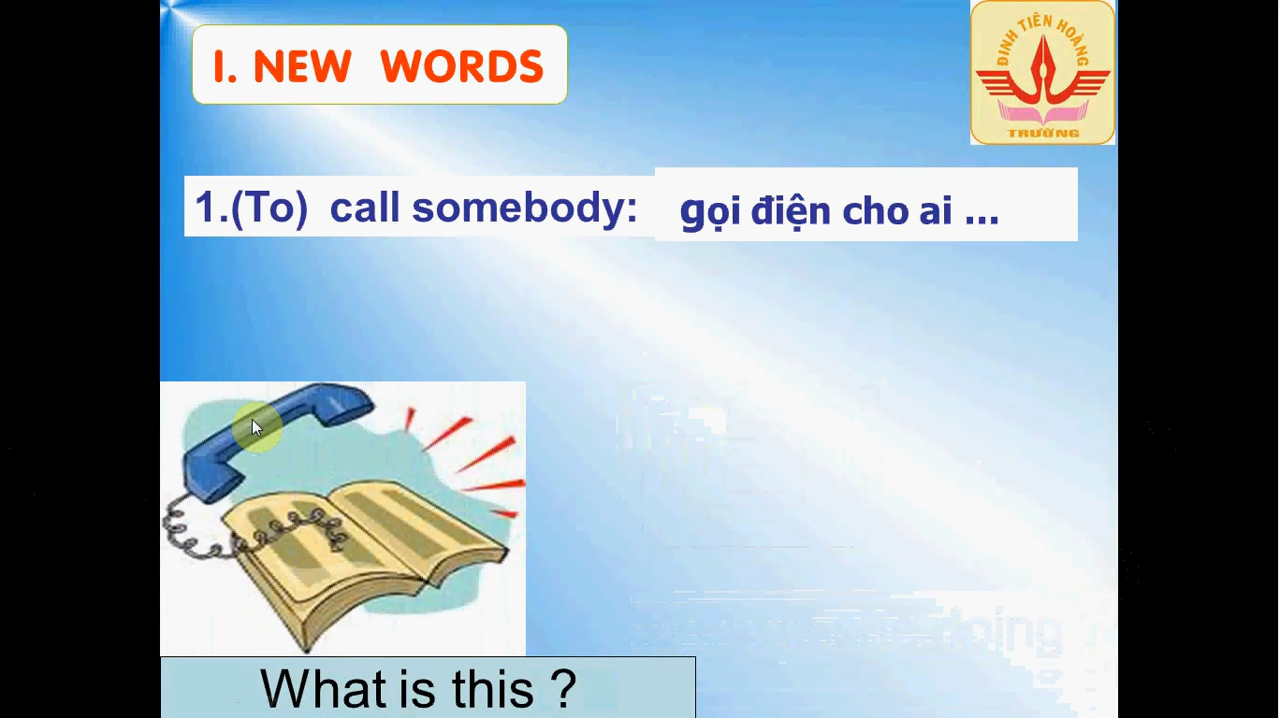 I. NEW WORDS
ĐINH TIÊN HOÀNG
TRƯỜNG
1.(To) call somebody: gọi điện cho ai ...
What is this ?